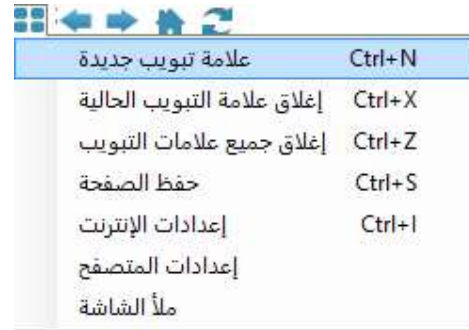 علامة تبويب جديدة Ctrl+N
إغلاق علامة التبويب الحالية Ctrl+X
إغلاق جميع علامات التبويب Ctrl+Z
حفظ الصفحة Ctrl+S
إعدادات الإنترنت Ctrl+I
إعدادات المتصفح
ملأ الشاشة